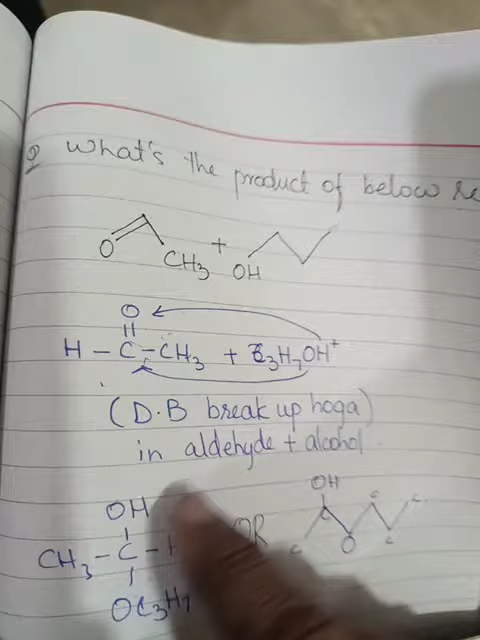 Q What's the product of below
O CH3 + OH
O
H - C - CH3 + C3H7OH+
(D.B break up hoga)
in aldehyde + alcohol
OH OH
CH3 - C - OR
O
OC3H7